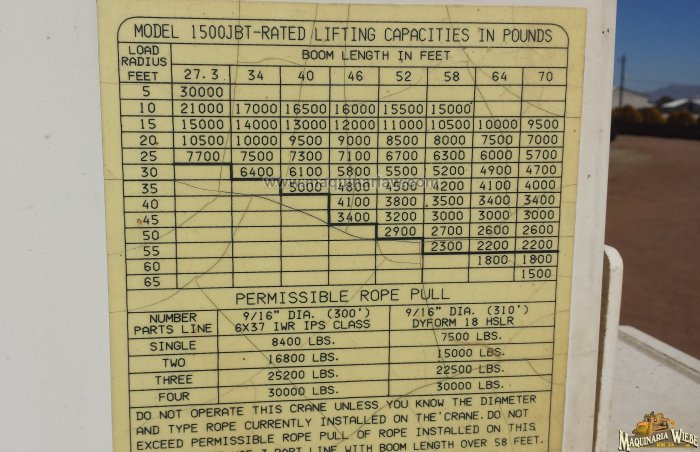 MODEL 1500JBT-RATED LIFTING CAPACITIES IN POUNDS
LOAD RADIUS FEET BOOM LENGTH IN FEET
27.3 34 40 46 52 58 64 70
5 30000
10 21000 17000 16500 16000 15500 15000
15 15000 14000 13000 12000 11000 10500 10000 9500
20 10500 10000 9500 9000 8500 8000 7500 7000
25 7700 7500 7300 7100 6700 6300 6000 5700
30 6400 6100 5800 5500 5200 4900 4700
35 5000 4800 4200 4100 4000
40 4100 3800 3500 3400 3400
45 3400 3200 3000 3000 3000
50 2900 2700 2600 2600
55 2300 2200 2200
60 1800 1800
65 1500
PERMISSIBLE ROPE PULL
NUMBER PARTS LINE 9/16" DIA. (300') 6X37 IWR IPS CLASS 9/16" DIA. (310') DYFORM 18 HSLR
SINGLE 8400 LBS. 7500 LBS.
TWO 16800 LBS. 15000 LBS.
THREE 25200 LBS. 22500 LBS.
FOUR 30000 LBS. 30000 LBS.
DO NOT OPERATE THIS CRANE UNLESS YOU KNOW THE DIAMETER
AND TYPE ROPE CURRENTLY INSTALLED ON THE CRANE. DO NOT
EXCEED PERMISSIBLE ROPE PULL OF ROPE INSTALLED ON THIS
3 PART LINE WITH BOOM LENGTH OVER 58 FEET.
MAQUINARIA WIEBE